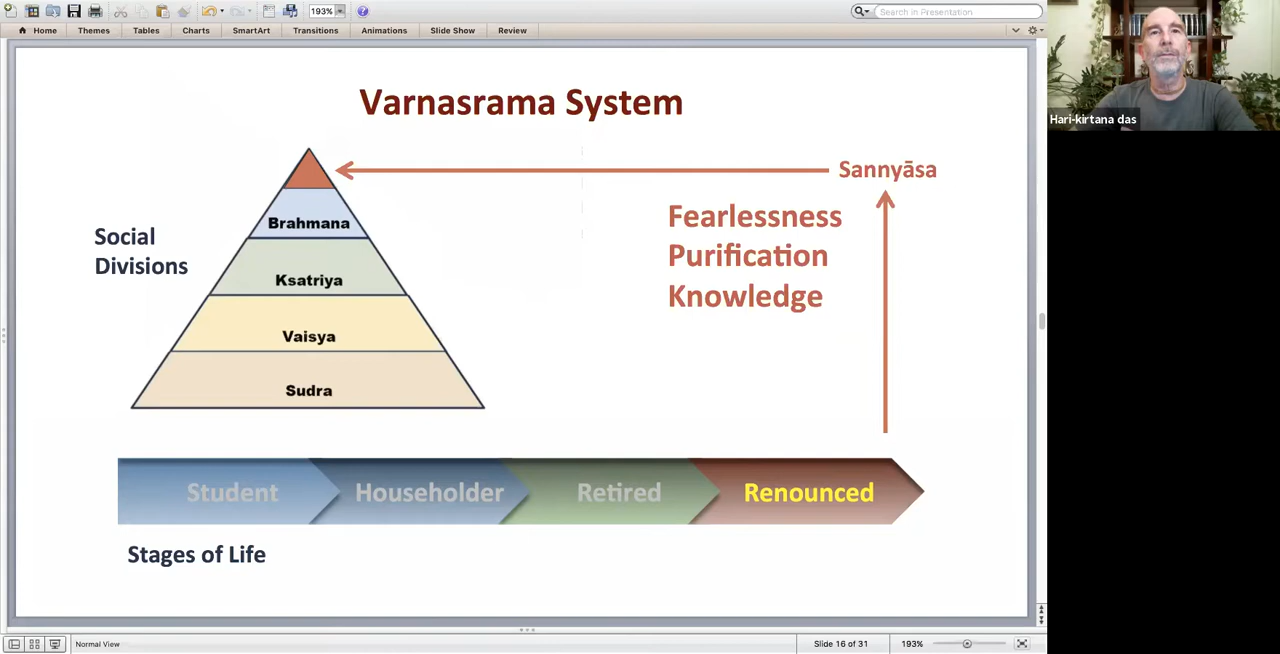 193%
Search in Presentation
Home Themes Tables Charts SmartArt Transitions Animations Slide Show Review
Hari-kirtana das
Varnasrama System
Sannyāsa
Brahmana
Ksatriya
Vaisya
Sudra
Social
Divisions
Fearlessness
Purification
Knowledge
Student Householder Retired Renounced
Stages of Life
Normal View Slide 16 of 31 193%